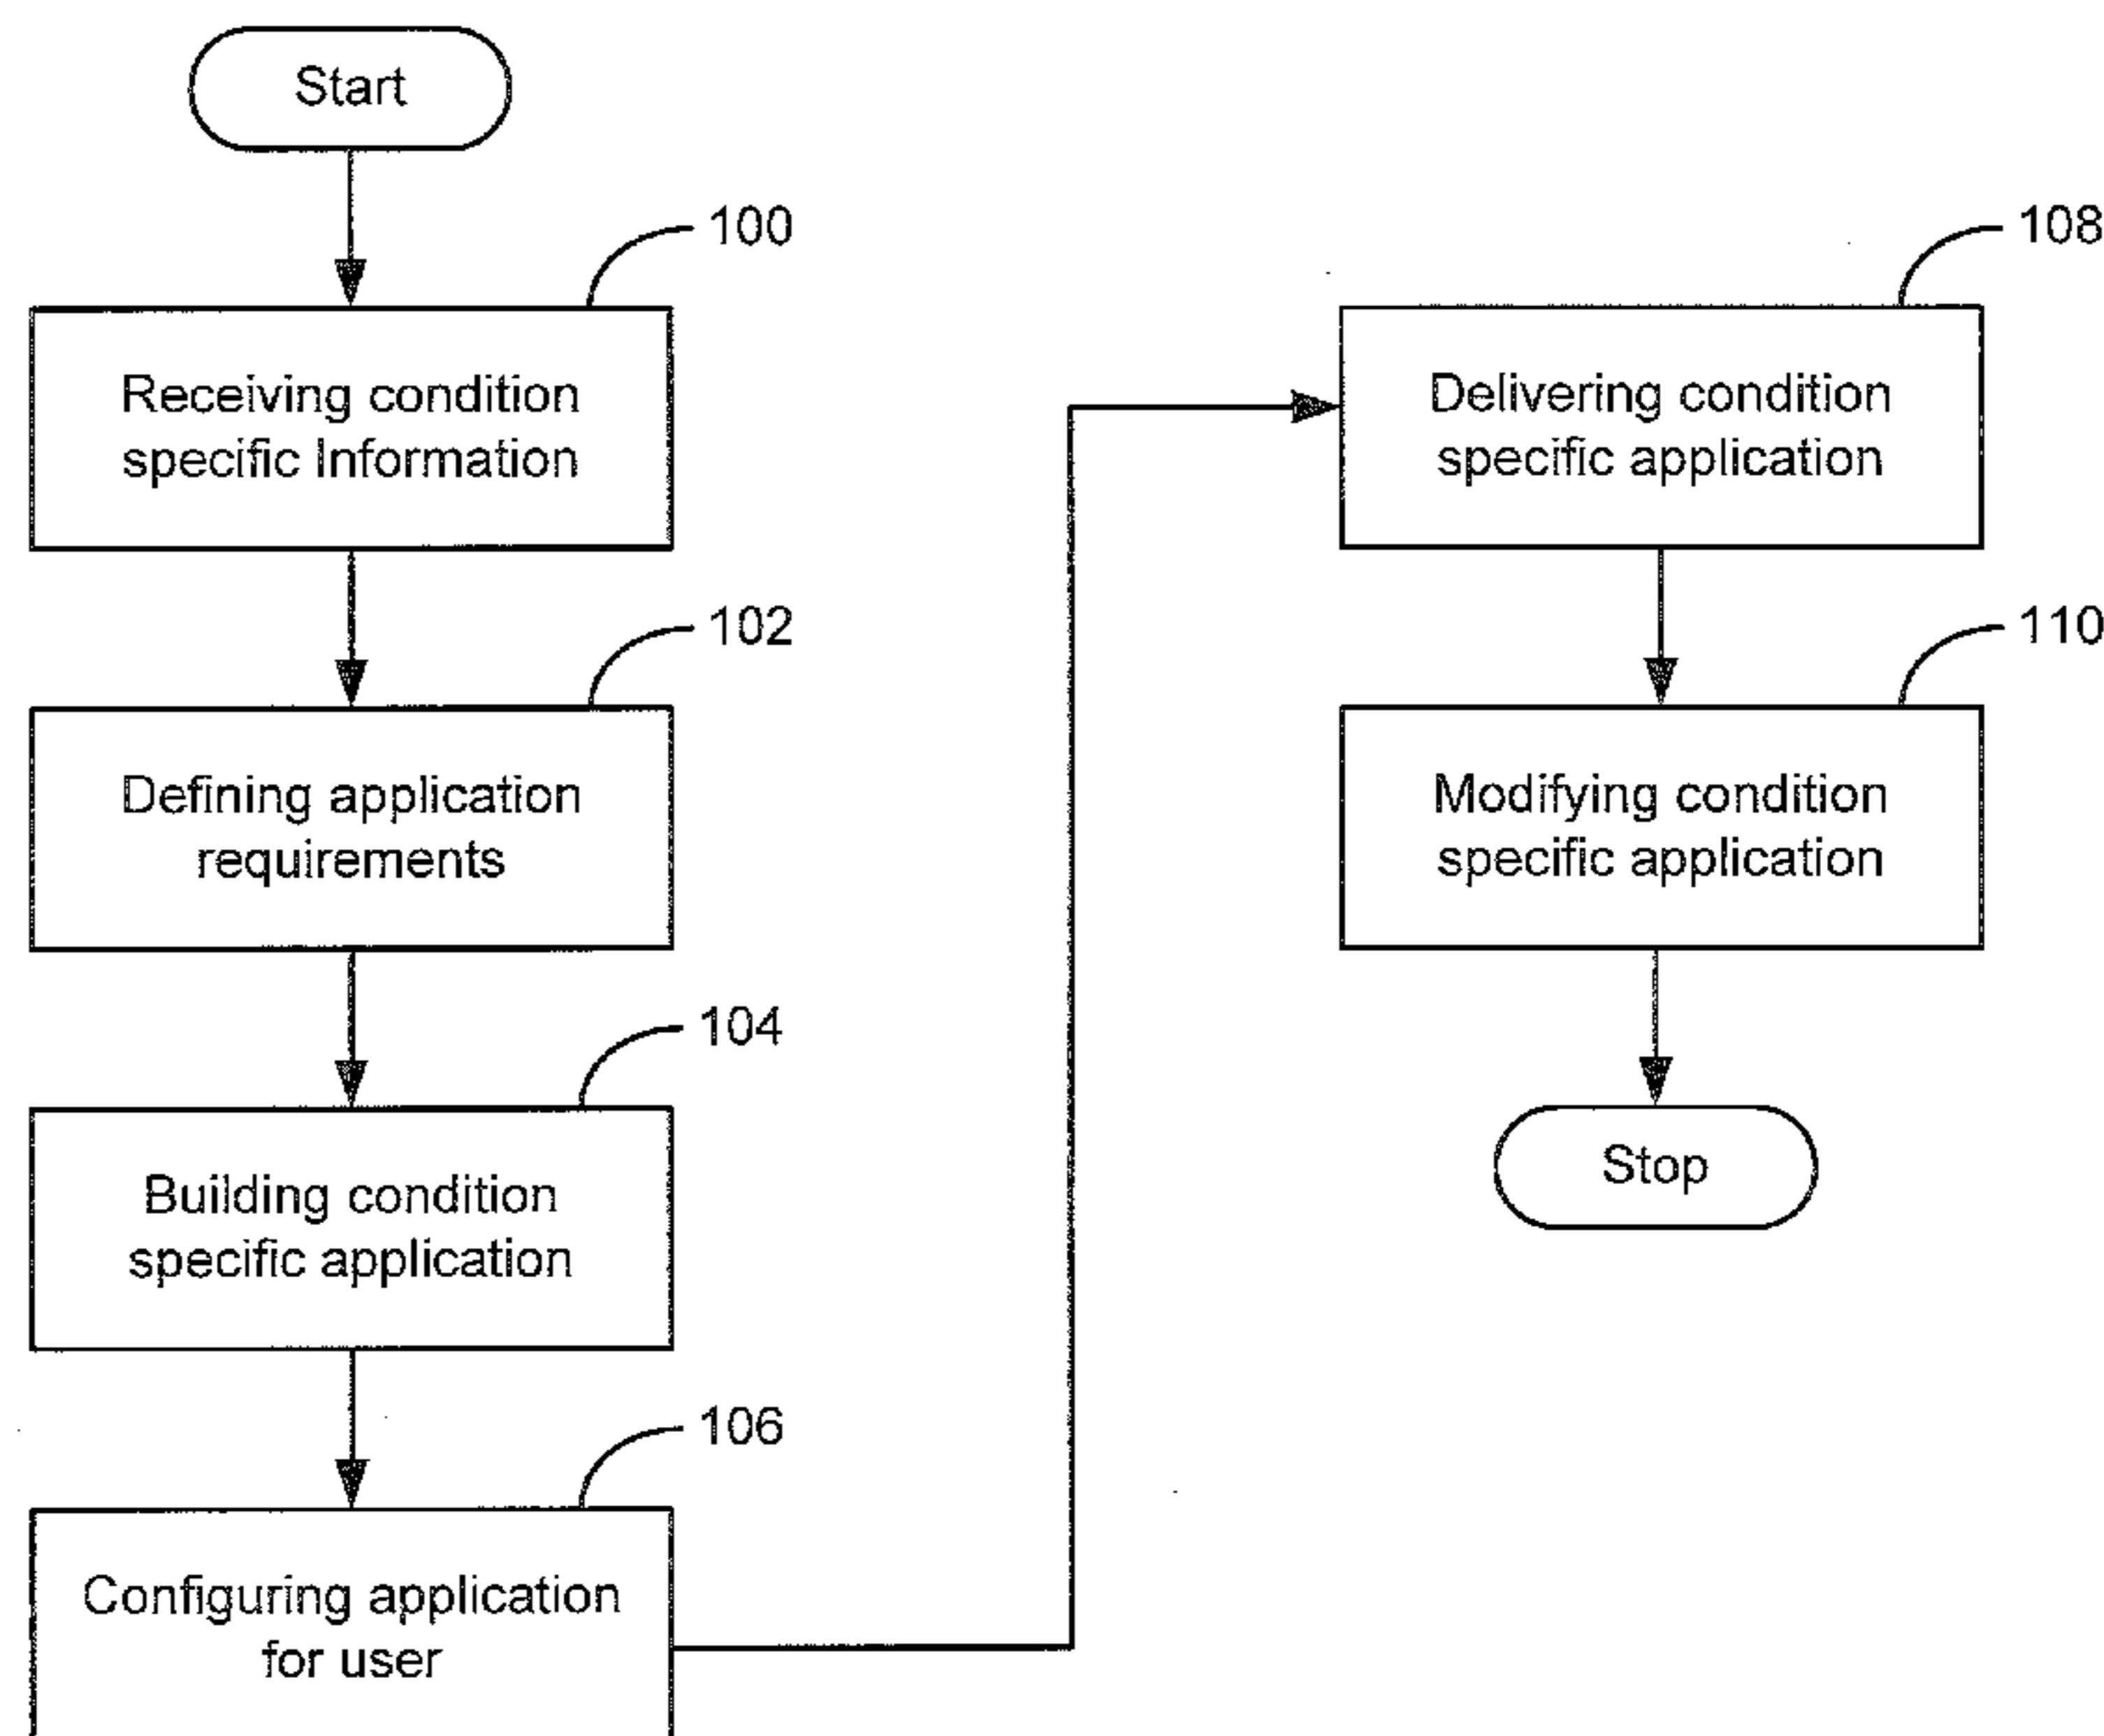 Start
100
Receiving condition
specific Information
102
Defining application
requirements
104
Building condition
specific application
106
Configuring application
for user
108
Delivering condition
specific application
110
Modifying condition
specific application
Stop